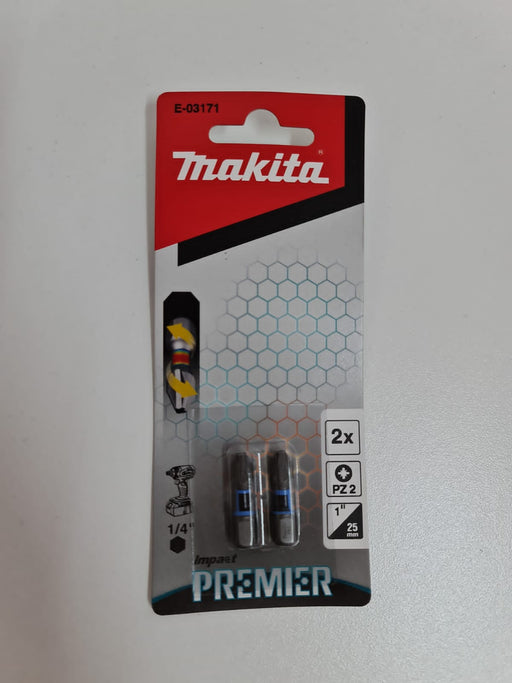 E-03171
makita®
2x
PZ 2
1"
25
mm
1/4"
Impact
PREMIER